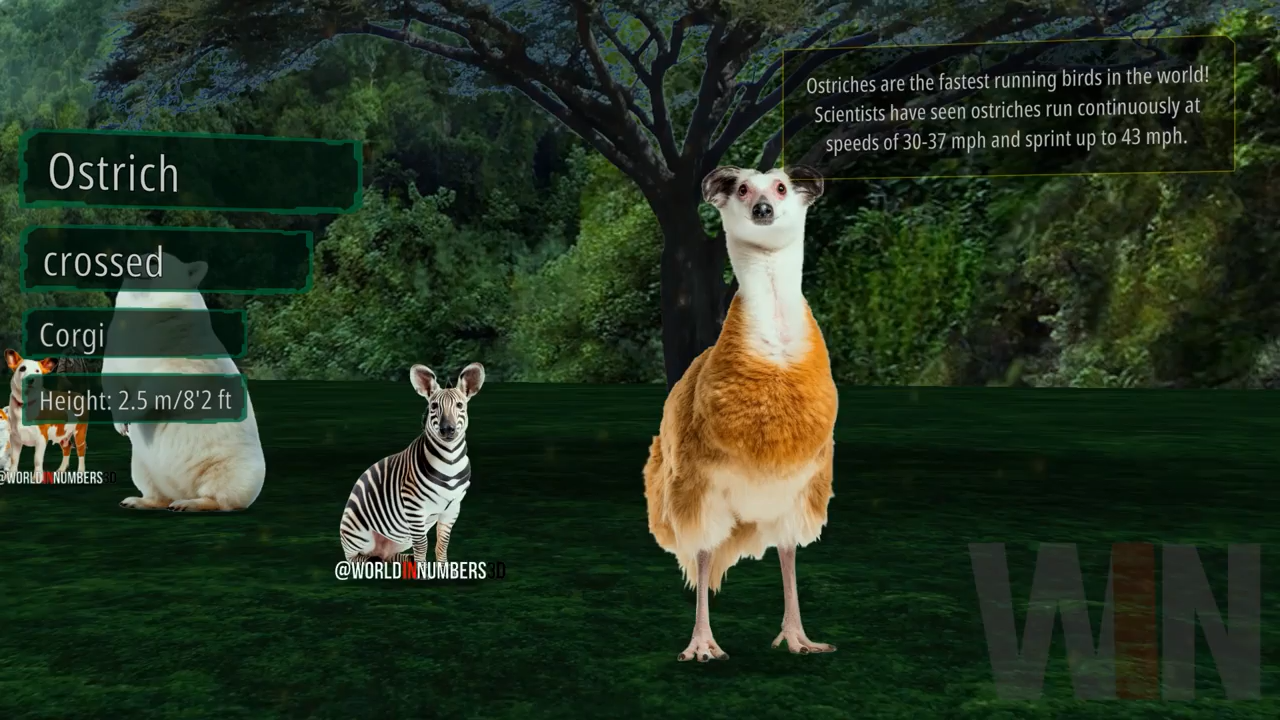 Ostriches are the fastest running birds in the world!
Scientists have seen ostriches run continuously at
speeds of 30-37 mph and sprint up to 43 mph.
Ostrich
crossed
Corgi
Height: 2.5 m/8'2 ft
@WORLDINNUMBERS3D
@WORLDINNUMBERS3D
WIN